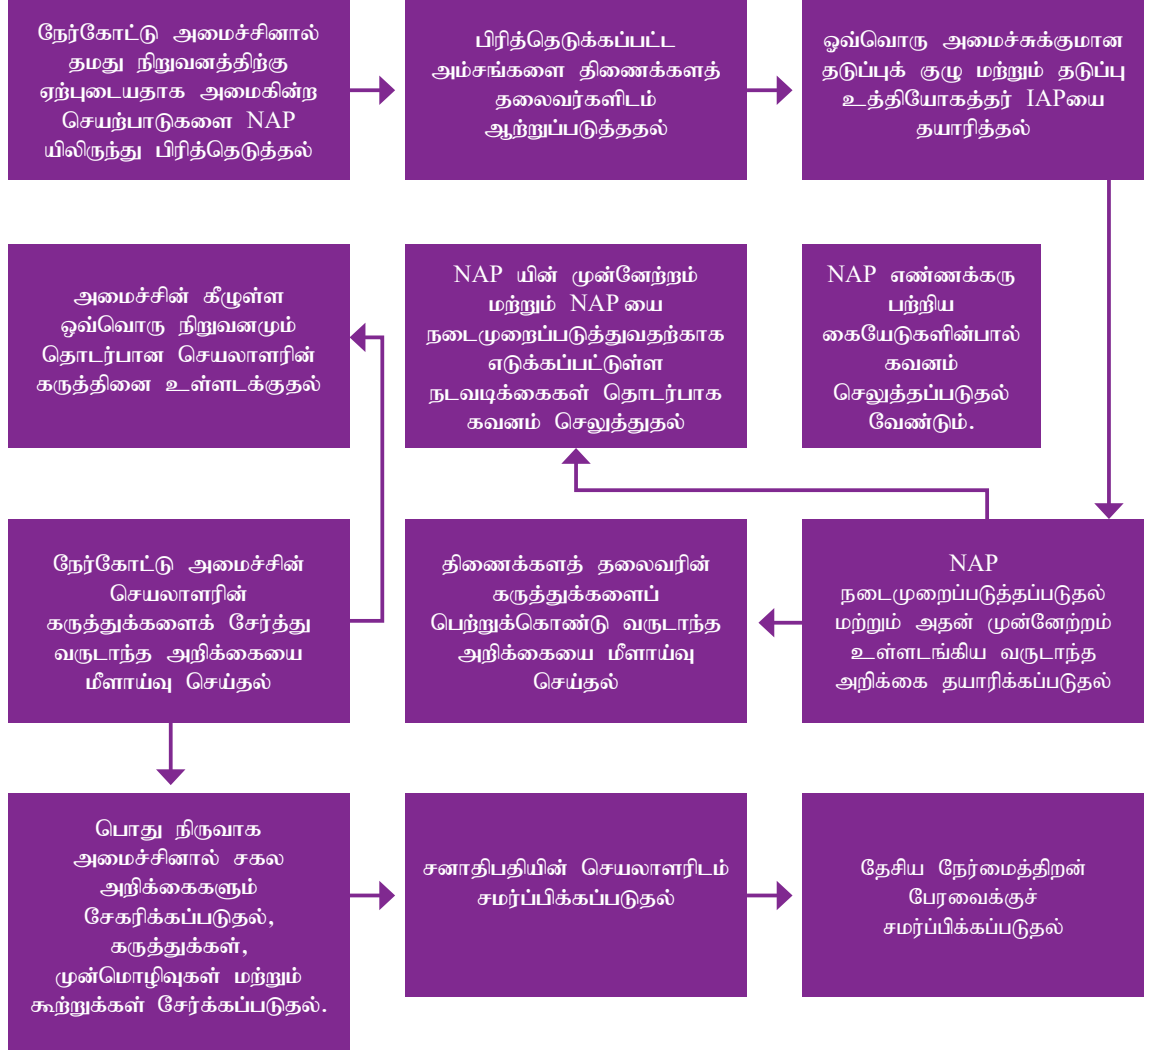 நேர்கோட்டு அமைச்சினால்
தமது நிறுவனத்திற்கு
ஏற்புடையதாக அமைகின்ற
செயற்பாடுகளை NAP
யிலிருந்து பிரித்தெடுத்தல்
பிரித்தெடுக்கப்பட்ட
அம்சங்களை திணைக்களத்
தலைவர்களிடம்
ஆற்றுப்படுத்ததல்
ஓவ்வொரு அமைச்சுக்குமான
தடுப்புக் குழு மற்றும் தடுப்பு
உத்தியோகத்தர் IAPயை
தயாரித்தல்
அமைச்சின் கீழுள்ள
ஒவ்வொரு நிறுவனமும்
தொடர்பான செயலாளரின்
கருத்தினை உள்ளடக்குதல்
NAP யின் முன்னேற்றம்
மற்றும் NAP யை
நடைமுறைப்படுத்துவதற்காக
எடுக்கப்பட்டுள்ள
நடவடிக்கைகள் தொடர்பாக
கவனம் செலுத்துதல்
NAP எண்ணக்கரு
பற்றிய
கையேடுகளின்பால்
கவனம்
செலுத்தப்படுதல்
வேண்டும்.
நேர்கோட்டு அமைச்சின்
செயலாளரின்
கருத்துக்களைக் சேர்த்து
வருடாந்த அறிக்கையை
மீளாய்வு செய்தல்
திணைக்களத் தலைவரின்
கருத்துக்களைப்
பெற்றுக்கொண்டு வருடாந்த
அறிக்கையை மீளாய்வு
செய்தல்
NAP
நடைமுறைப்படுத்தப்படுதல்
மற்றும் அதன் முன்னேற்றம்
உள்ளடங்கிய வருடாந்த
அறிக்கை தயாரிக்கப்படுதல்
பொது நிருவாக
அமைச்சினால் சகல
அறிக்கைகளும்
சேகரிக்கப்படுதல்,
கருத்துக்கள்,
முன்மொழிவுகள் மற்றும்
கூற்றுக்கள் சேர்க்கப்படுதல்.
சனாதிபதியின் செயலாளரிடம்
சமர்ப்பிக்கப்படுதல்
தேசிய நேர்மைத்திறன்
பேரவைக்குச்
சமர்ப்பிக்கப்படுதல்